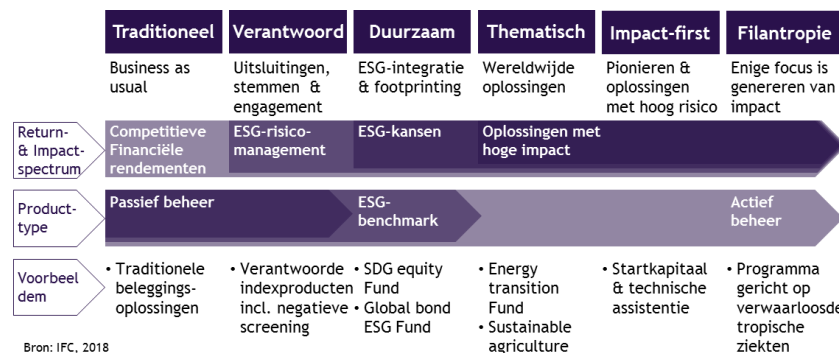 Traditioneel
Verantwoord
Duurzaam
Thematisch
Impact-first
Filantropie
Business as
usual
Uitsluitingen,
stemmen &
engagement
ESG-integratie
& footprinting
Wereldwijde
oplossingen
Pionieren &
oplossingen
met hoog risico
Enige focus is
genereren van
impact
Return-
& Impact-
spectrum
Competitieve
Financiële
rendementen
ESG-risico-
management
ESG-kansen
Oplossingen met
hoge impact
Product-
type
Passief beheer
ESG-
benchmark
Actief
beheer
Voorbeel
dem
• Traditionele
beleggings-
oplossingen
• Verantwoorde
indexproducten
incl. negatieve
screening
• SDG equity
Fund
• Global bond
ESG Fund
• Energy
transition
Fund
• Sustainable
agriculture
• Startkapitaal
& technische
assistentie
• Programma
gericht op
verwaarloosde
tropische
ziekten
Bron: IFC, 2018